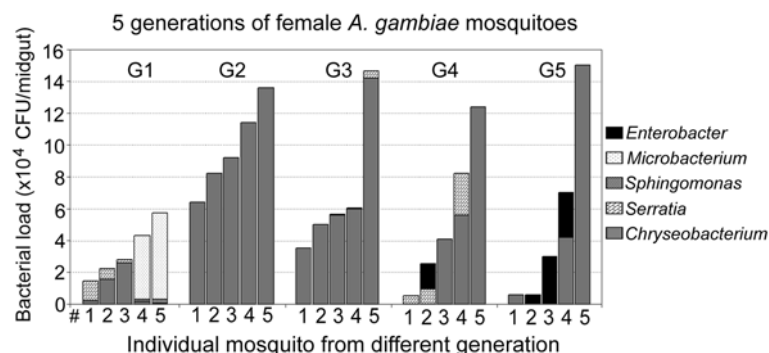 5 generations of female A. gambiae mosquitoes
Bacterial load (x10⁴ CFU/midgut)
16
14
12
10
8
6
4
2
0
G1 G2 G3 G4 G5
# 1 2 3 4 5 1 2 3 4 5 1 2 3 4 5 1 2 3 4 5 1 2 3 4 5
Individual mosquito from different generation
Enterobacter
Microbacterium
Sphingomonas
Serratia
Chryseobacterium